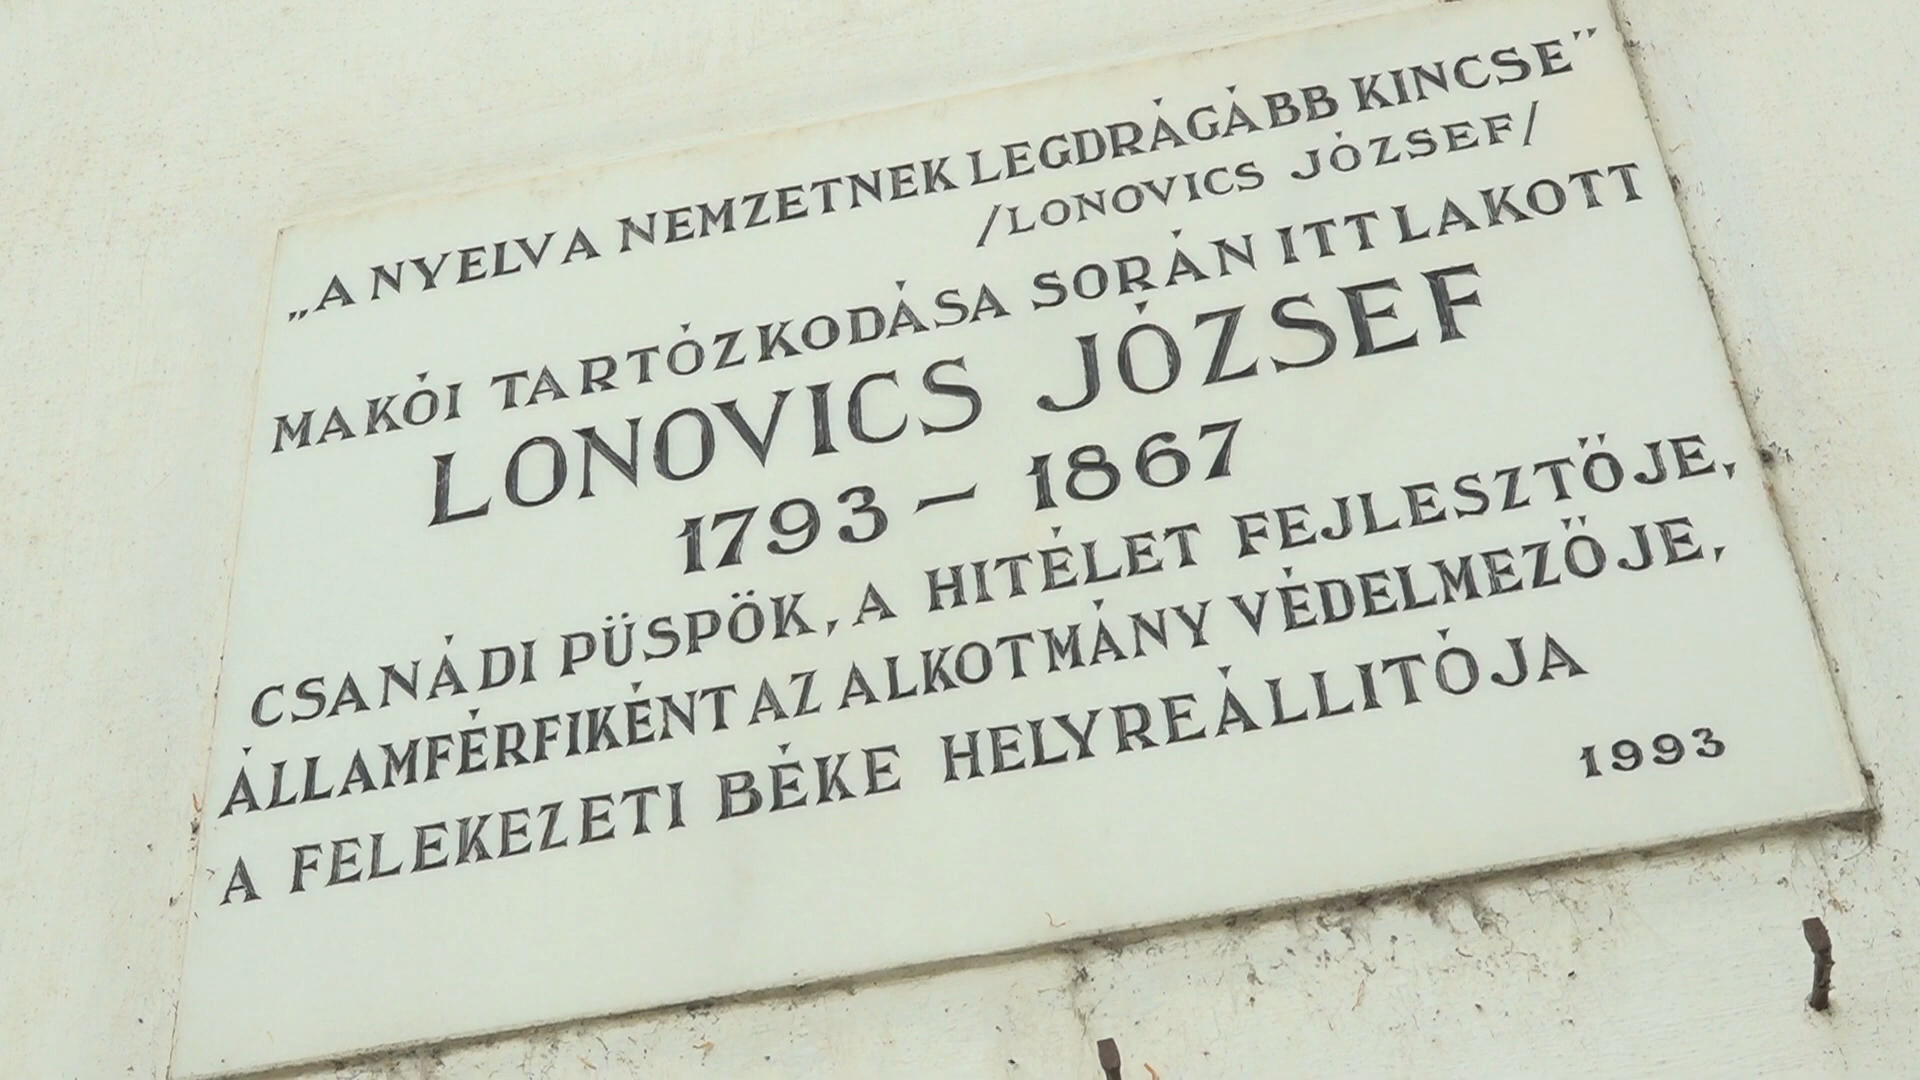 „A NYELV A NEMZETNEK LEGDRÁGÁBB KINCSE"
/LONOVICS JÓZSEF/
MAKÓI TARTÓZKODÁSA SORÁN ITT LAKOTT
LONOVICS JÓZSEF
1793 – 1867
CSANÁDI PÜSPÖK, A HITÉLET FEJLESZTŐJE,
ÁLLAMFÉRFIKÉNT AZ ALKOTMÁNY VÉDELMEZŐJE,
A FELEKEZETI BÉKE HELYREÁLLITÓJA
1993